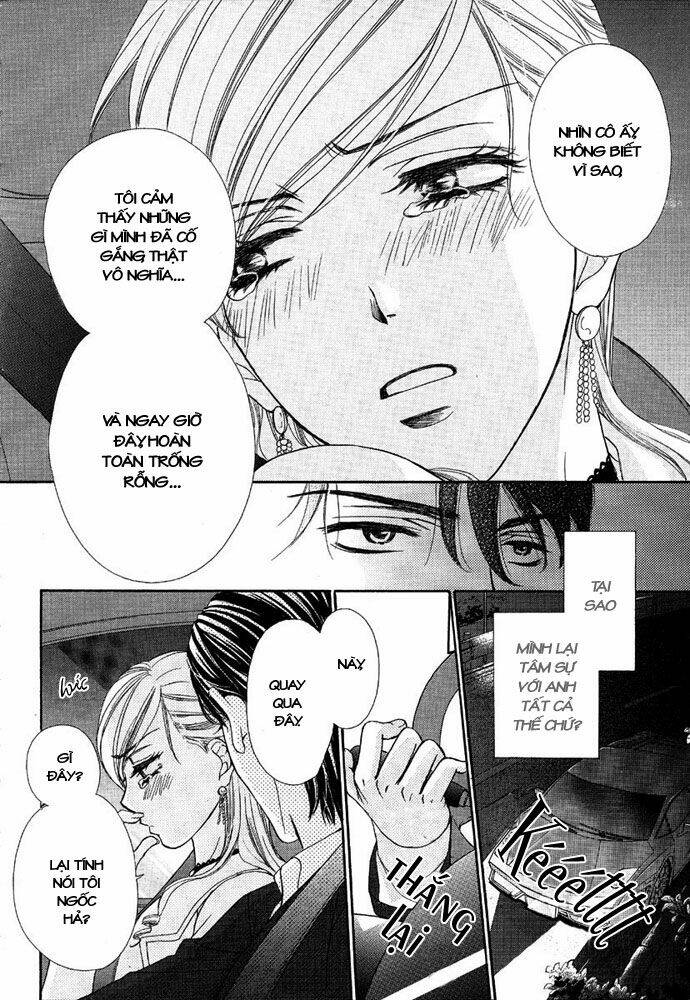 NHÌN CÔ ẤY,
KHÔNG BIẾT
VÌ SAO,
TÔI CẢM
THẤY NHỮNG
GÌ MÌNH ĐÃ CỐ
GẮNG THẬT
VÔ NGHĨA...
VÀ NGAY GIỜ
ĐÂY, HOÀN
TOÀN TRỐNG
RỖNG...
TẠI
SAO
MÌNH LẠI
TÂM SỰ
VỚI ANH
TẤT CẢ
THẾ CHỨ?
Kéééétttt
THẮNG
LẠI
NÀY,
QUAY
QUA
ĐÂY.
húc
GÌ
ĐÂY?
LẠI TÍNH
NÓI TÔI
NGỐC
HẢ?